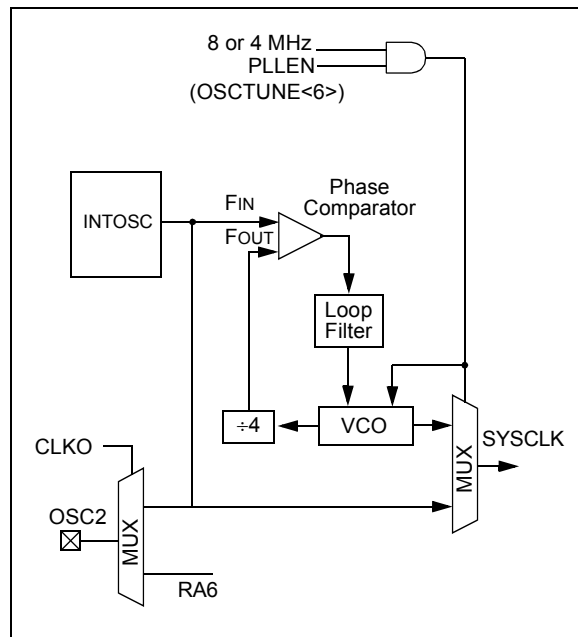 8 or 4 MHz
PLLEN
(OSCTUNE<6>)
Phase
Comparator
INTOSC
FIN
FOUT
Loop
Filter
÷4
VCO
MUX
SYSCLK
CLKO
OSC2
MUX
RA6